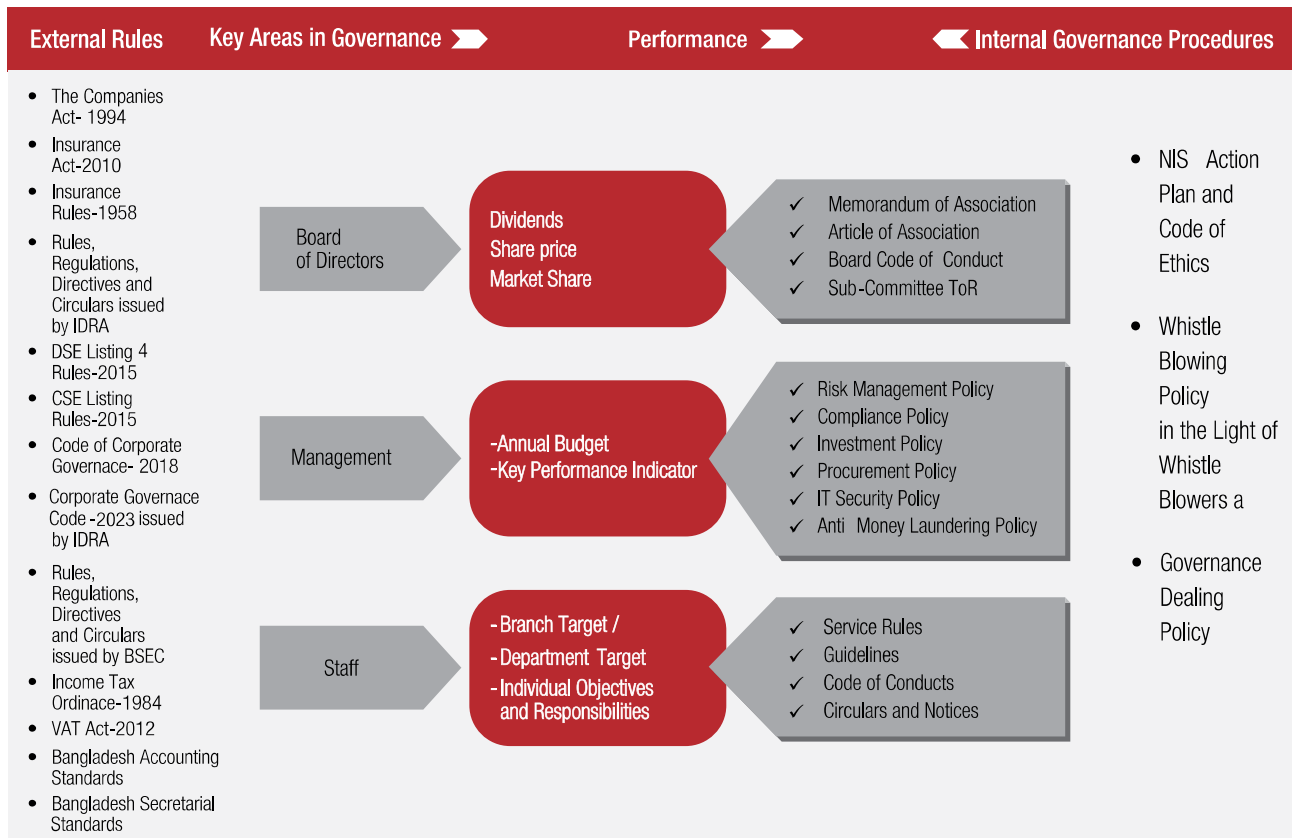 External Rules
Key Areas in Governance
Performance
Internal Governance Procedures
• The Companies
Act- 1994
• Insurance
Act-2010
• Insurance
Rules-1958
• Rules,
Regulations,
Directives and
Circulars issued
by IDRA
• DSE Listing 4
Rules-2015
• CSE Listing
Rules-2015
• Code of Corporate
Governace- 2018
• Corporate Governace
Code -2023 issued
by IDRA
• Rules,
Regulations,
Directives
and Circulars
issued by BSEC
• Income Tax
Ordinace-1984
• VAT Act-2012
• Bangladesh Accounting
Standards
• Bangladesh Secretarial
Standards
Board
of Directors
Dividends
Share price
Market Share
✓ Memorandum of Association
✓ Article of Association
✓ Board Code of Conduct
✓ Sub-Committee ToR
Management
-Annual Budget
-Key Performance Indicator
✓ Risk Management Policy
✓ Compliance Policy
✓ Investment Policy
✓ Procurement Policy
✓ IT Security Policy
✓ Anti Money Laundering Policy
Staff
-Branch Target /
-Department Target
-Individual Objectives
and Responsibilities
✓ Service Rules
✓ Guidelines
✓ Code of Conducts
✓ Circulars and Notices
• NIS Action
Plan and
Code of
Ethics
• Whistle
Blowing
Policy
in the Light of
Whistle
Blowers a
• Governance
Dealing
Policy